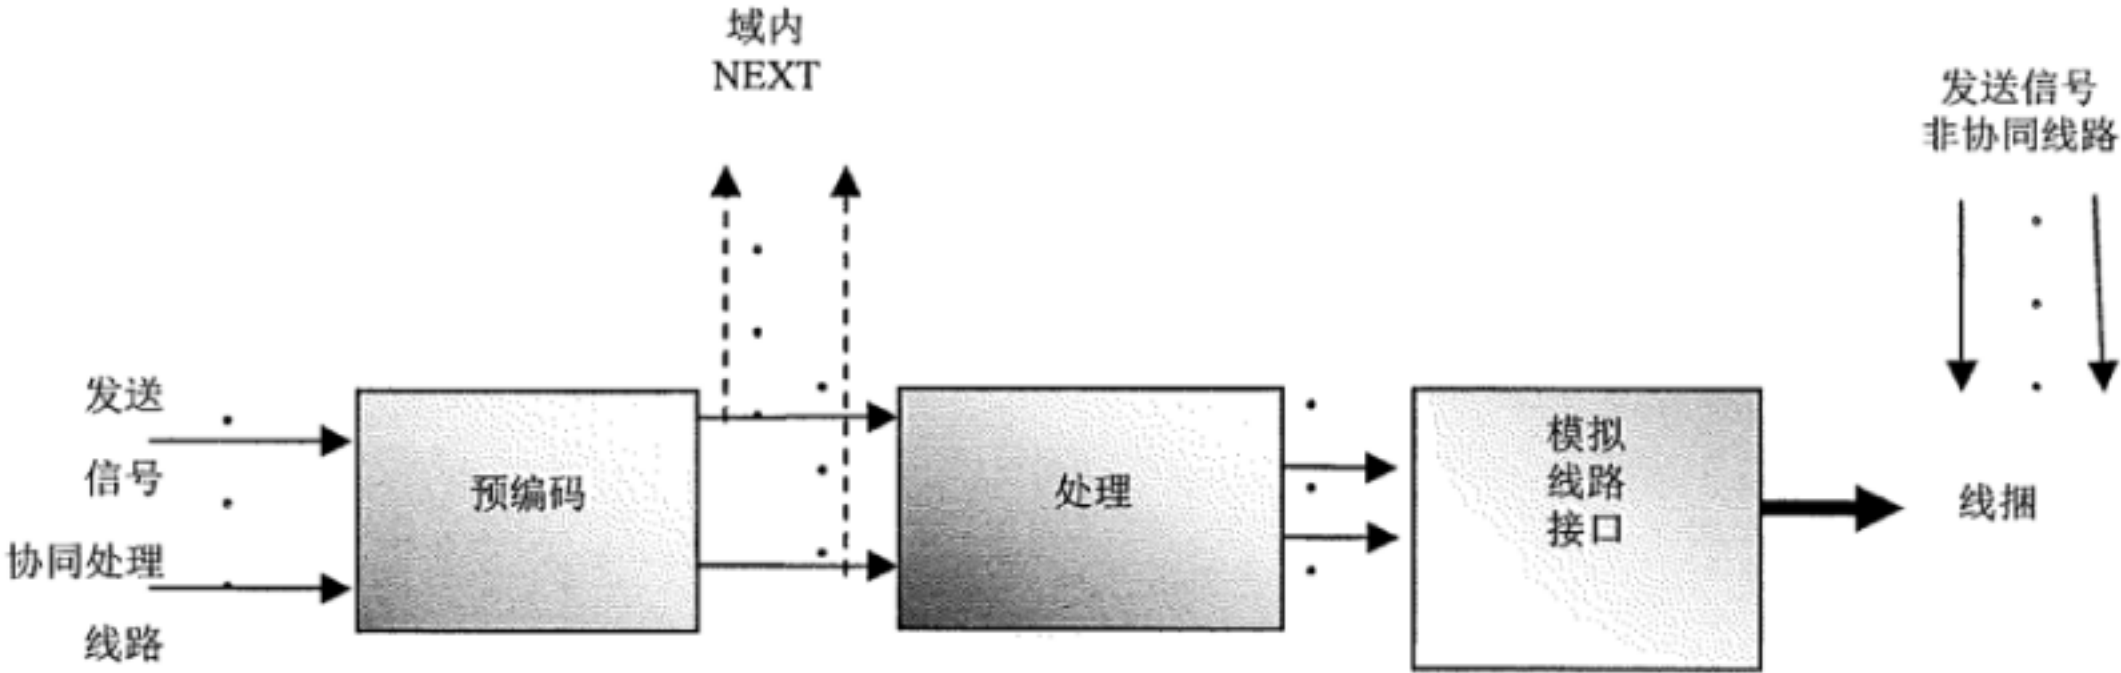 域内
NEXT
发送信号
非协同线路
发送
信号
协同处理
线路
预编码
处理
模拟
线路
接口
线捆